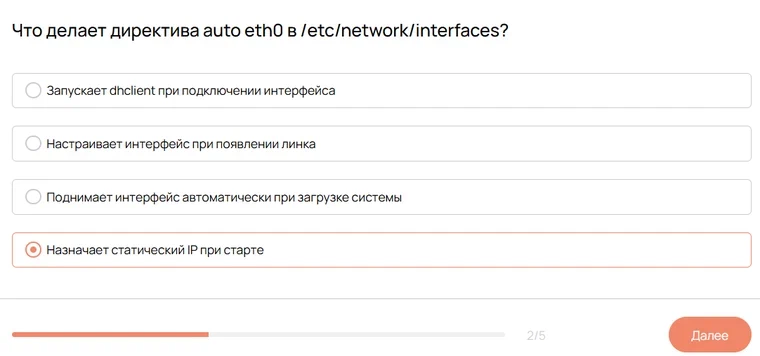 Что делает директива auto eth0 в /etc/network/interfaces?
Запускает dhclient при подключении интерфейса
Настраивает интерфейс при появлении линка
Поднимает интерфейс автоматически при загрузке системы
Назначает статический IP при старте
2/5
Далее